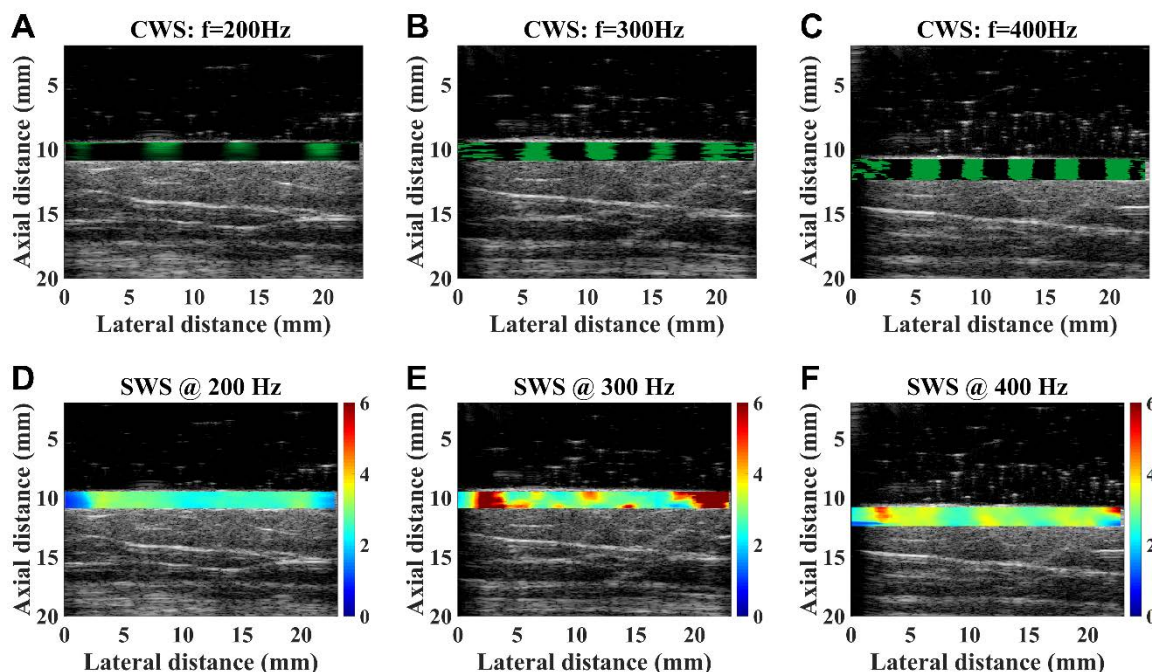 A CWS: f=200Hz
Axial distance (mm)
5
10
15
20
0 5 10 15 20
Lateral distance (mm)
B CWS: f=300Hz
Axial distance (mm)
5
10
15
20
0 5 10 15 20
Lateral distance (mm)
C CWS: f=400Hz
Axial distance (mm)
5
10
15
20
0 5 10 15 20
Lateral distance (mm)
D SWS @ 200 Hz
Axial distance (mm)
5
10
15
20
0 5 10 15 20
Lateral distance (mm)
6
4
2
0
E SWS @ 300 Hz
Axial distance (mm)
5
10
15
20
0 5 10 15 20
Lateral distance (mm)
6
4
2
0
F SWS @ 400 Hz
Axial distance (mm)
5
10
15
20
0 5 10 15 20
Lateral distance (mm)
6
4
2
0